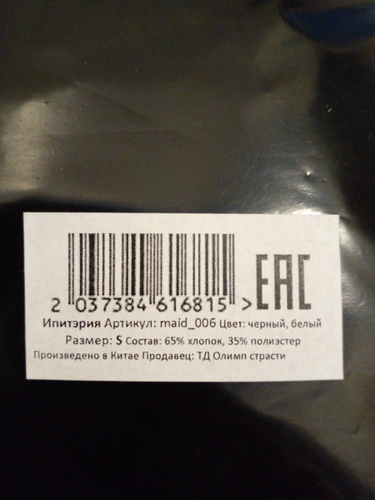 EAC
2 037384 616815 >
Ипитэрия Артикул: maid_006 Цвет: черный, белый
Размер: S Состав: 65% хлопок, 35% полиэстер
Произведено в Китае Продавец: ТД Олимп страсти